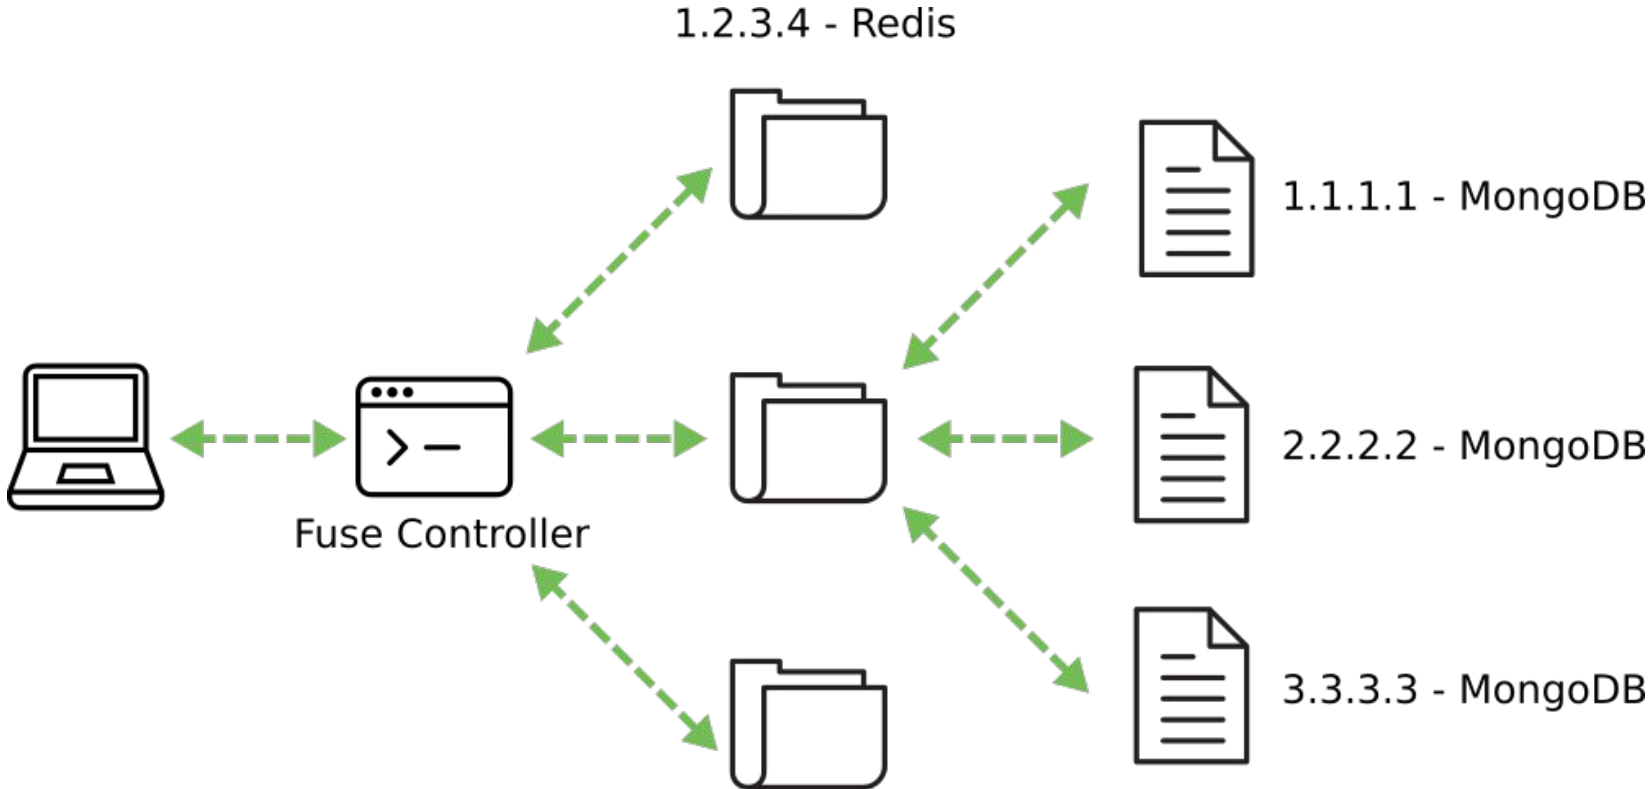 1.2.3.4 - Redis
1.1.1.1 - MongoDB
2.2.2.2 - MongoDB
Fuse Controller
3.3.3.3 - MongoDB